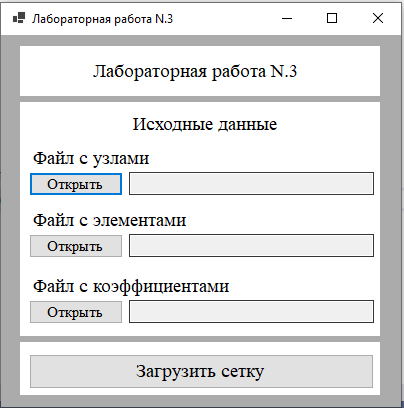 Лабораторная работа N.3
Лабораторная работа N.3
Исходные данные
Файл с узлами
Открыть
Файл с элементами
Открыть
Файл с коэффициентами
Открыть
Загрузить сетку